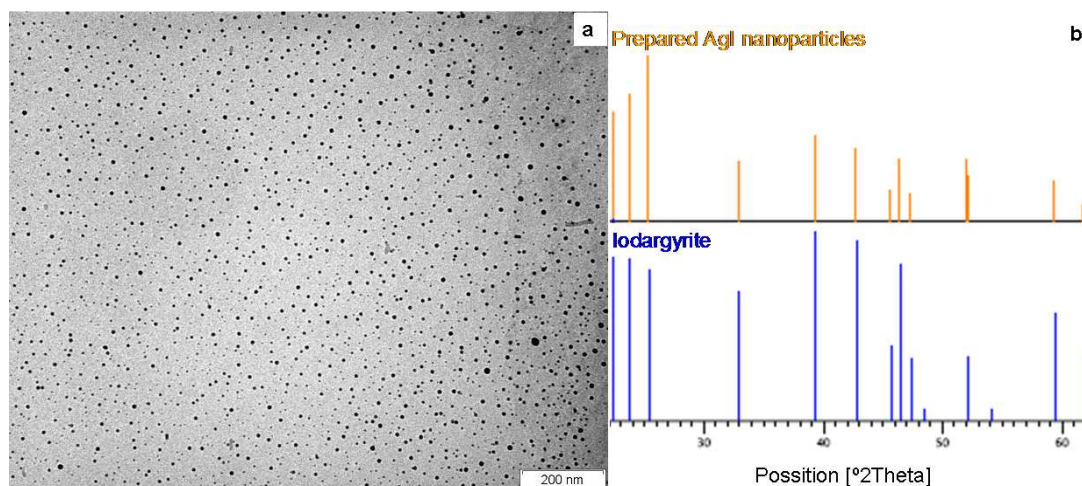 a
200 nm
Prepared AgI nanoparticles
b
Iodargyrite
30 40 50 60
Possition [º2Theta]